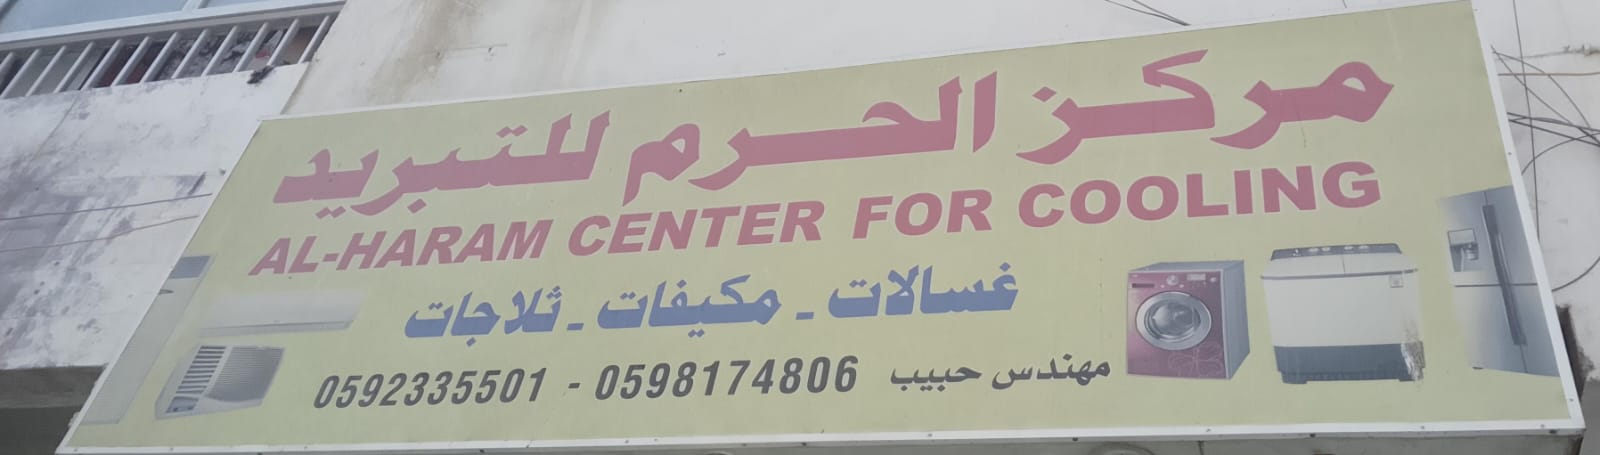 مركز الحرم للتبريد
AL-HARAM CENTER FOR COOLING
غسالات - مكيفات - ثلاجات
مهندس حبيب 0598174806 - 0592335501